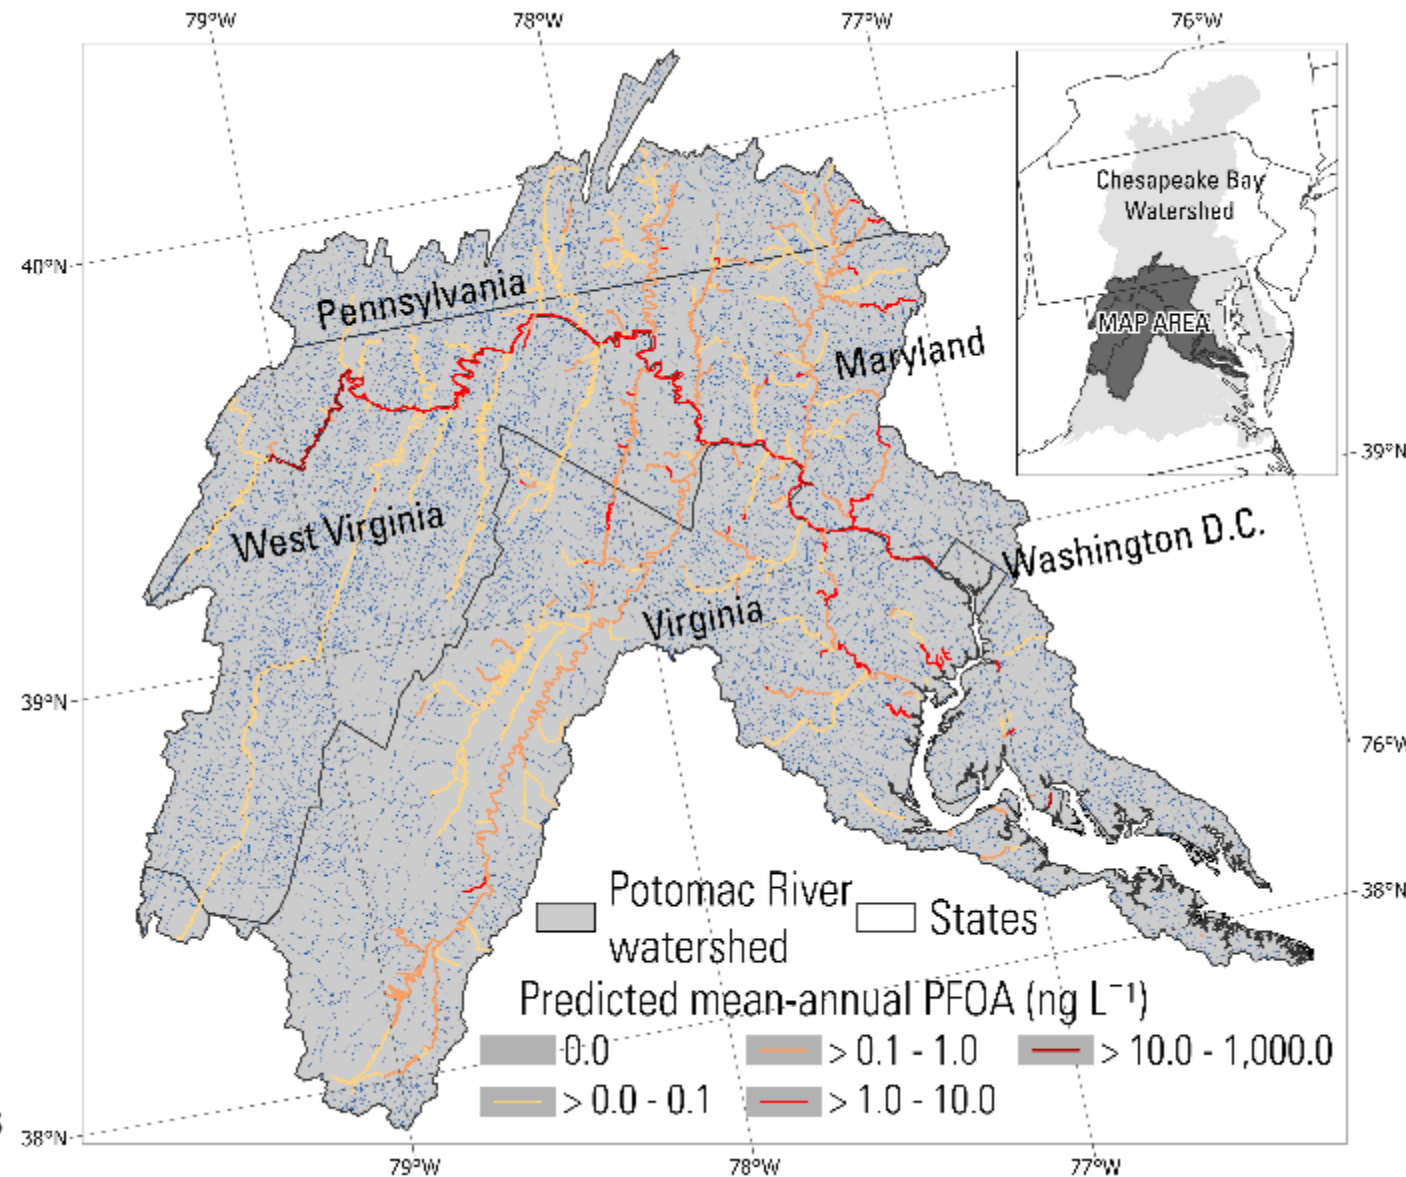 79°W
78°W
77°W
76°W
Chesapeake Bay
Watershed
40°N
Pennsylvania
MAP AREA
Maryland
39°N
West Virginia
Washington D.C.
Virginia
39°N
76°W
Potomac River
watershed
States
38°N
Predicted mean-annual PFOA (ng L⁻¹)
0.0
> 0.1 - 1.0
> 10.0 - 1,000.0
> 0.0 - 0.1
> 1.0 - 10.0
38°N
79°W
78°W
77°W